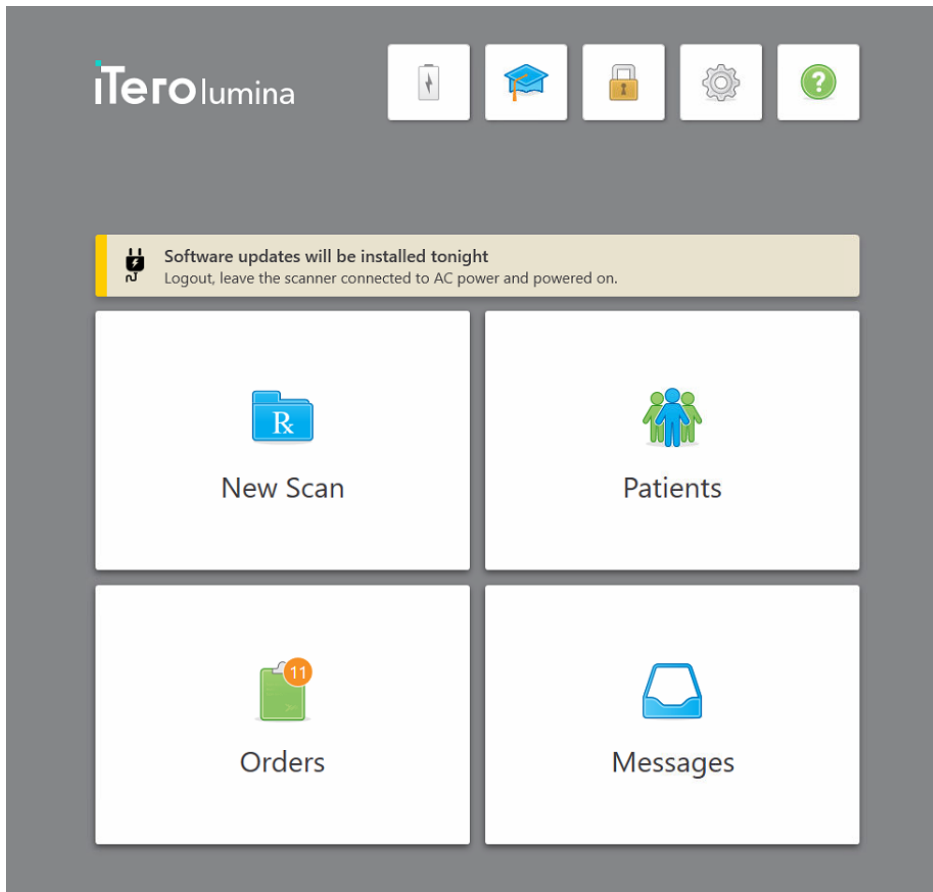 iTero lumina
?
Software updates will be installed tonight
Logout, leave the scanner connected to AC power and powered on.
Rx
New Scan
Patients
11
Orders
Messages